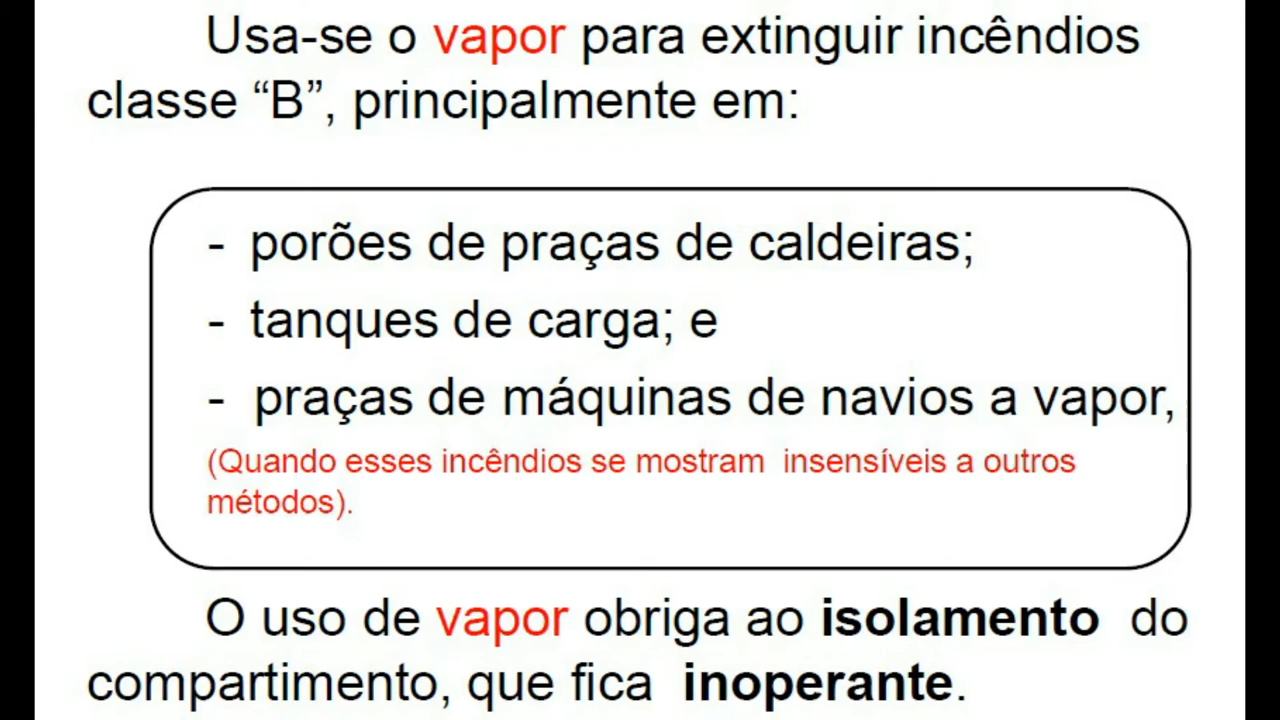 Usa-se o vapor para extinguir incêndios
classe “B”, principalmente em:
- porões de praças de caldeiras;
- tanques de carga; e
- praças de máquinas de navios a vapor,
(Quando esses incêndios se mostram insensíveis a outros
métodos).
O uso de vapor obriga ao isolamento do
compartimento, que fica inoperante.